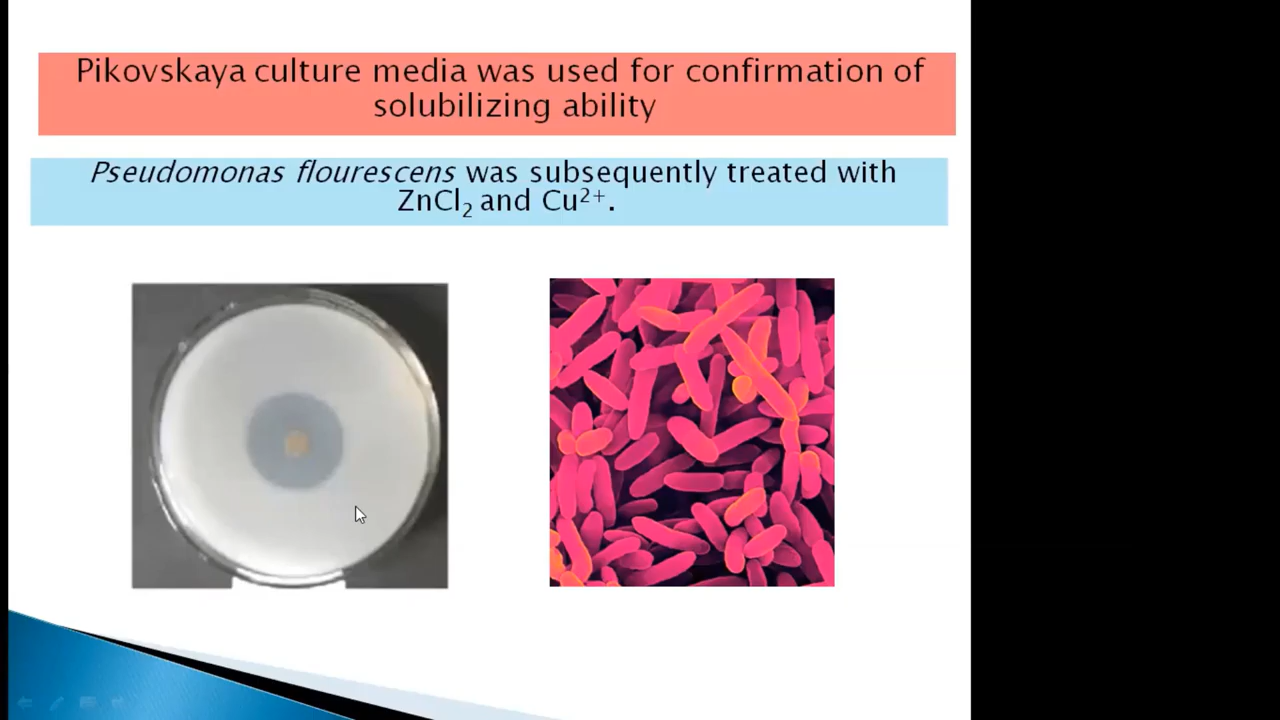 Pikovskaya culture media was used for confirmation of
solubilizing ability
Pseudomonas flourescens was subsequently treated with
ZnCl₂ and Cu²⁺.